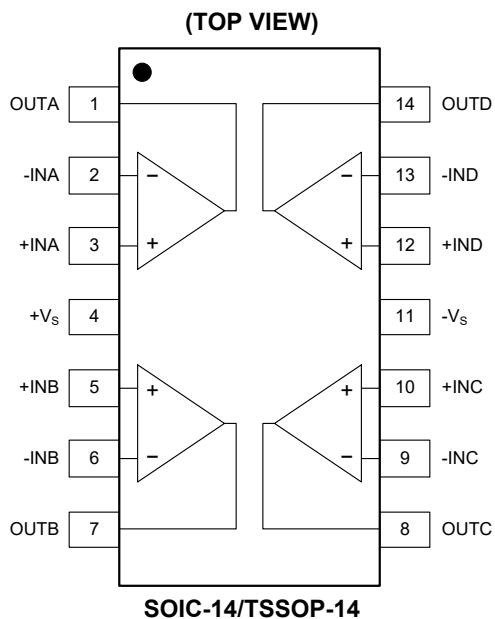 (TOP VIEW)
OUTA 1 14 OUTD
-INA 2 − − 13 -IND
+INA 3 + + 12 +IND
+VS 4 11 -VS
+INB 5 + + 10 +INC
-INB 6 − − 9 -INC
OUTB 7 8 OUTC
SOIC-14/TSSOP-14